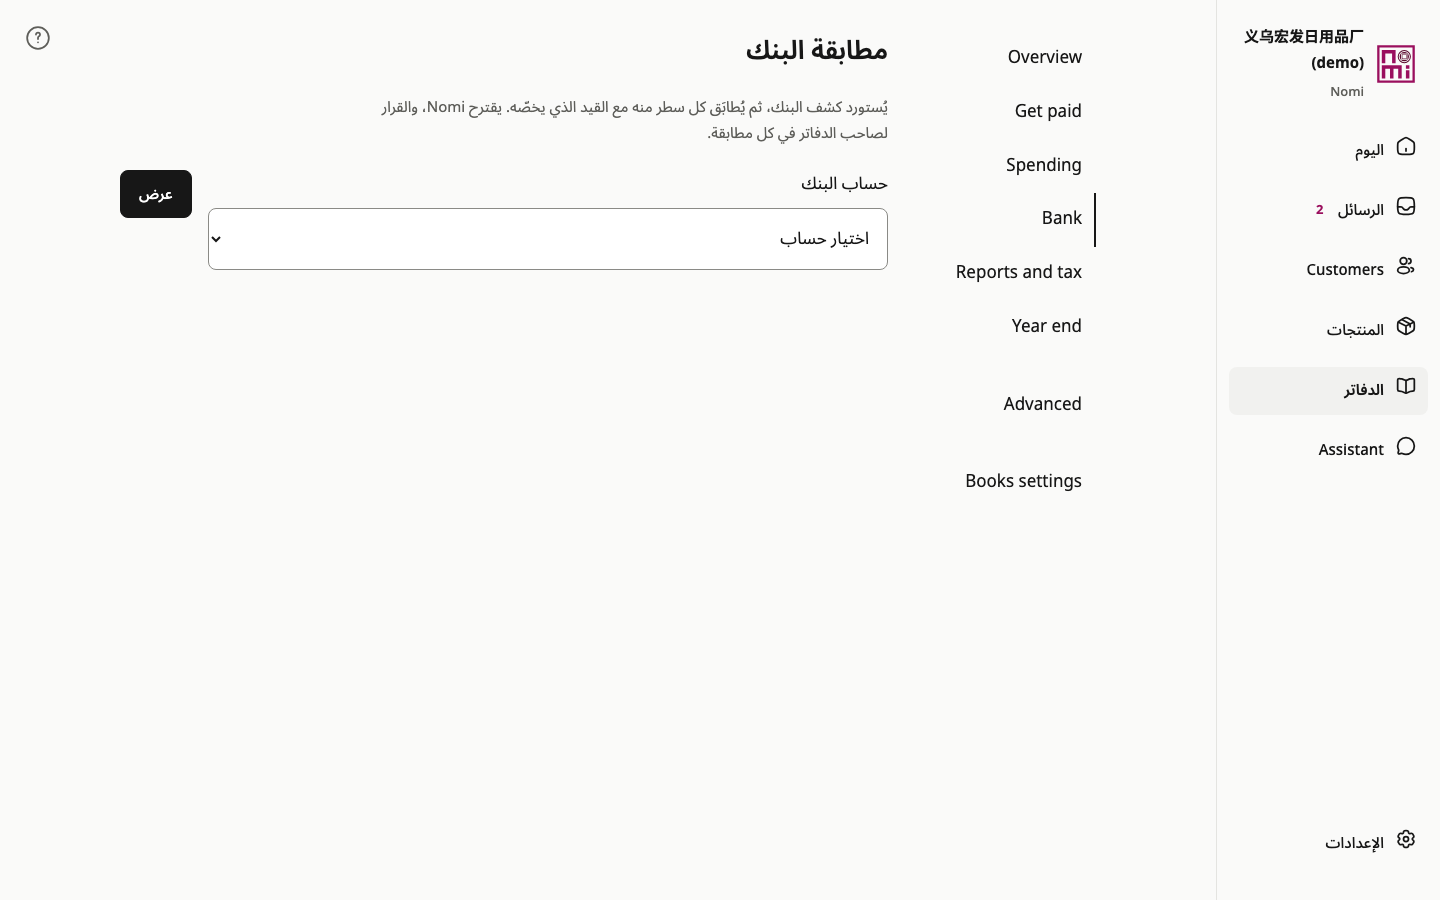 义乌宏发日用品厂
(demo)
Nomi
اليوم
الرسائل 2
Customers
المنتجات
الدفاتر
Assistant
الإعدادات
Overview
Get paid
Spending
Bank
Reports and tax
Year end
Advanced
Books settings
مطابقة البنك
يُستورد كشف البنك، ثم يُطابَق كل سطر منه مع القيد الذي يخصّه. يقترح Nomi، والقرار
لصاحب الدفاتر في كل مطابقة.
حساب البنك
اختيار حساب
عرض
?